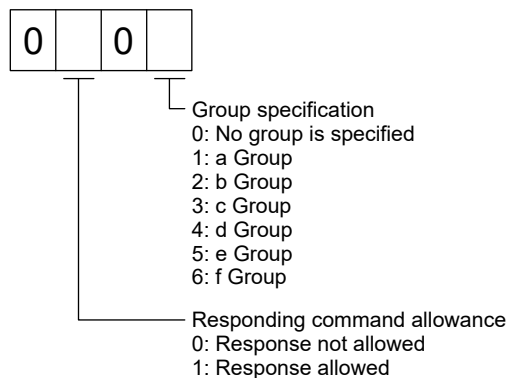 0 0
Group specification
0: No group is specified
1: a Group
2: b Group
3: c Group
4: d Group
5: e Group
6: f Group
Responding command allowance
0: Response not allowed
1: Response allowed